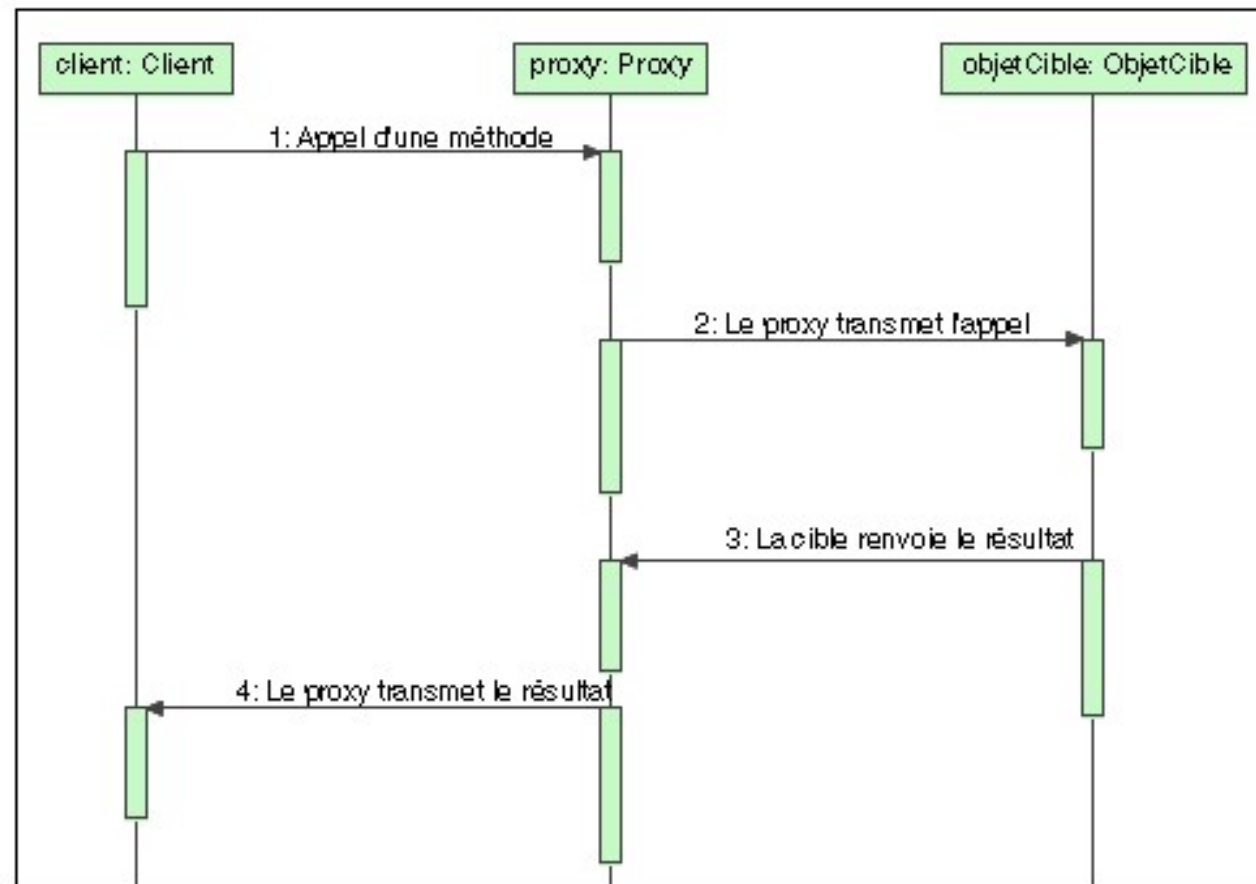 client: Client
proxy: Proxy
objetCible: ObjetCible
1: Appel d'une méthode
2: Le proxy transmet l'appel
3: La cible renvoie le résultat
4: Le proxy transmet le résultat